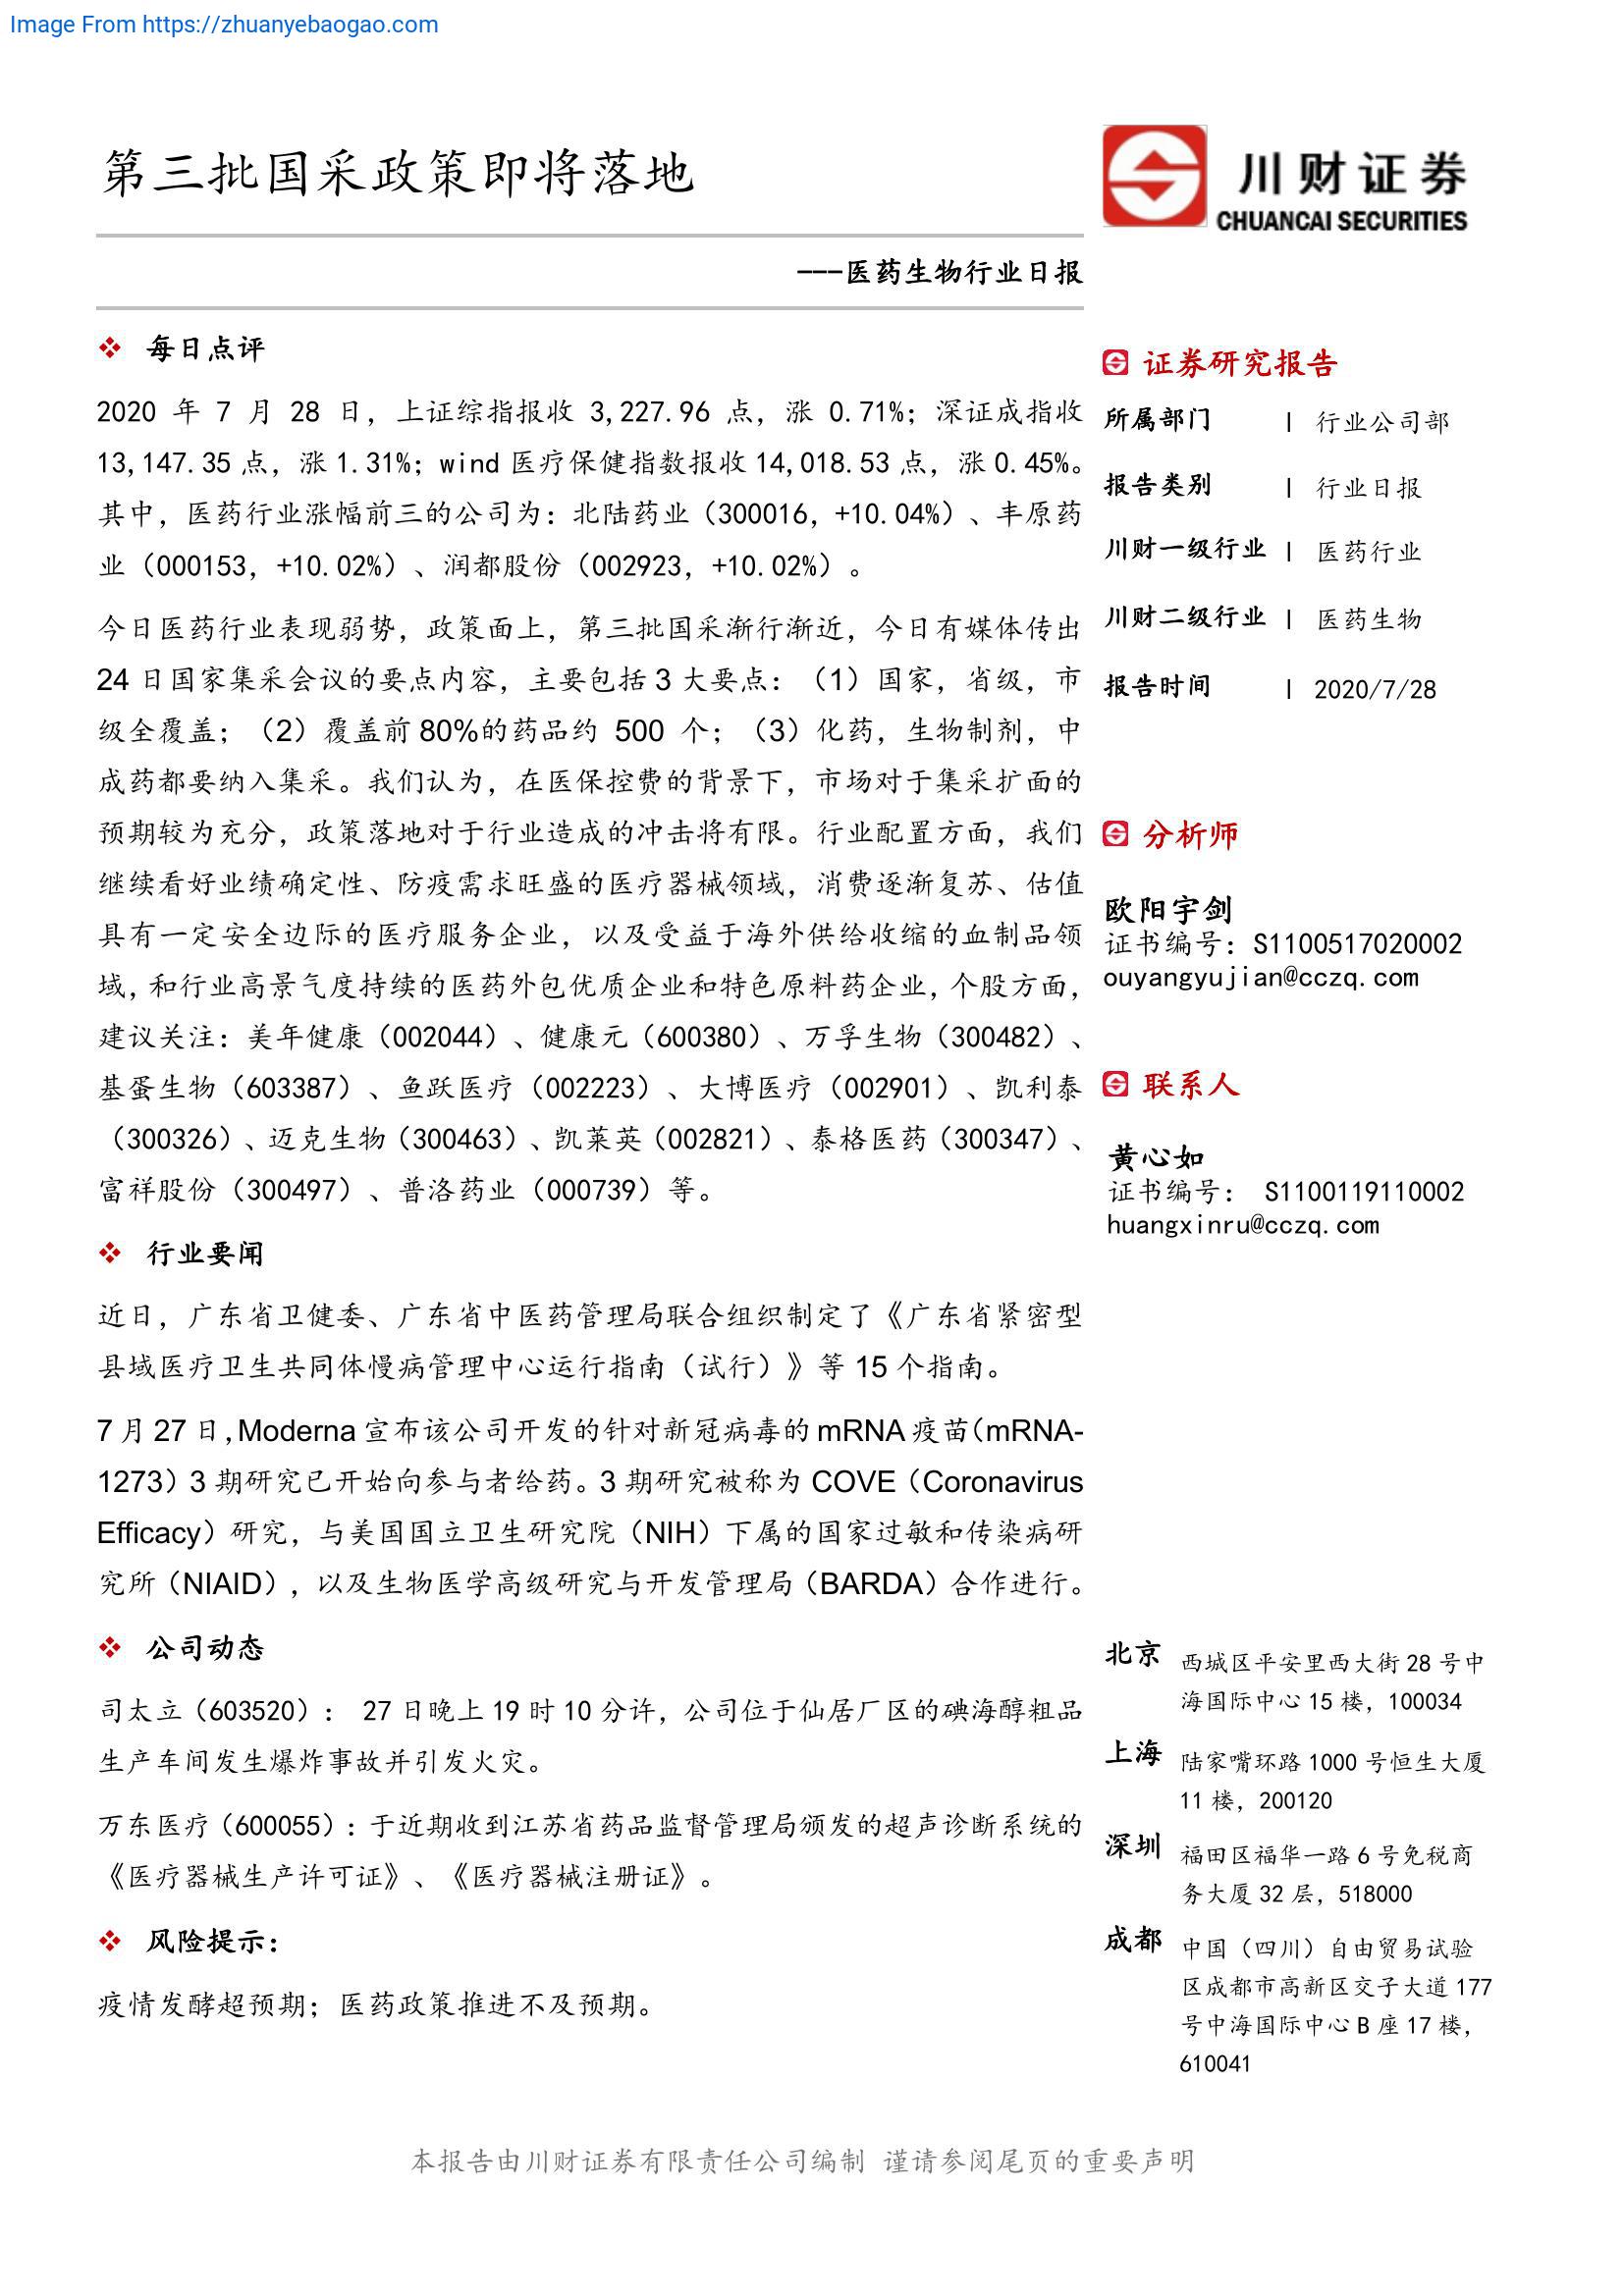 Image From https://zhuanyebaogao.com
第三批国采政策即将落地
川财证券
CHUANCAI SECURITIES
---医药生物行业日报
每日点评
2020 年 7 月 28 日，上证综指报收 3,227.96 点，涨 0.71%；深证成指收
13,147.35 点，涨 1.31%；wind 医疗保健指数报收 14,018.53 点，涨 0.45%。
其中，医药行业涨幅前三的公司为：北陆药业（300016，+10.04%）、丰原药
业（000153，+10.02%）、润都股份（002923，+10.02%）。
今日医药行业表现弱势，政策面上，第三批国采渐行渐近，今日有媒体传出
24 日国家集采会议的要点内容，主要包括 3 大要点：（1）国家，省级，市
级全覆盖；（2）覆盖前 80%的药品约 500 个；（3）化药，生物制剂，中
成药都要纳入集采。我们认为，在医保控费的背景下，市场对于集采扩面的
预期较为充分，政策落地对于行业造成的冲击将有限。行业配置方面，我们
继续看好业绩确定性、防疫需求旺盛的医疗器械领域，消费逐渐复苏、估值
具有一定安全边际的医疗服务企业，以及受益于海外供给收缩的血制品领
域，和行业高景气度持续的医药外包优质企业和特色原料药企业，个股方面，
建议关注：美年健康（002044）、健康元（600380）、万孚生物（300482）、
基蛋生物（603387）、鱼跃医疗（002223）、大博医疗（002901）、凯利泰
（300326）、迈克生物（300463）、凯莱英（002821）、泰格医药（300347）、
富祥股份（300497）、普洛药业（000739）等。
行业要闻
近日，广东省卫健委、广东省中医药管理局联合组织制定了《广东省紧密型
县域医疗卫生共同体慢病管理中心运行指南（试行）》等 15 个指南。
7 月 27 日，Moderna 宣布该公司开发的针对新冠病毒的 mRNA 疫苗（mRNA-
1273）3 期研究已开始向参与者给药。3 期研究被称为 COVE（Coronavirus
Efficacy）研究，与美国国立卫生研究院（NIH）下属的国家过敏和传染病研
究所（NIAID），以及生物医学高级研究与开发管理局（BARDA）合作进行。
公司动态
司太立（603520）： 27 日晚上 19 时 10 分许，公司位于仙居厂区的碘海醇粗品
生产车间发生爆炸事故并引发火灾。
万东医疗（600055）：于近期收到江苏省药品监督管理局颁发的超声诊断系统的
《医疗器械生产许可证》、《医疗器械注册证》。
风险提示：
疫情发酵超预期；医药政策推进不及预期。
证券研究报告
所属部门 | 行业公司部
报告类别 | 行业日报
川财一级行业 | 医药行业
川财二级行业 | 医药生物
报告时间 | 2020/7/28
分析师
欧阳宇剑
证书编号：S1100517020002
ouyangyujian@cczq.com
联系人
黄心如
证书编号： S1100119110002
huangxinru@cczq.com
北京 西城区平安里西大街 28 号中
海国际中心 15 楼，100034
上海 陆家嘴环路 1000 号恒生大厦
11 楼，200120
深圳 福田区福华一路 6 号免税商
务大厦 32 层，518000
成都 中国（四川）自由贸易试验
区成都市高新区交子大道 177
号中海国际中心 B 座 17 楼，
610041
本报告由川财证券有限责任公司编制 谨请参阅尾页的重要声明